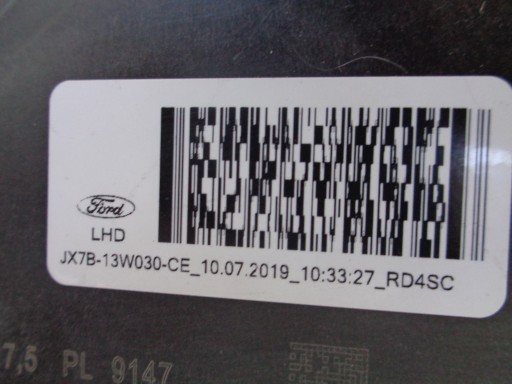 Ford
LHD
JX7B-13W030-CE_10.07.2019_10:33:27_RD4SC
7,5 PL 9147